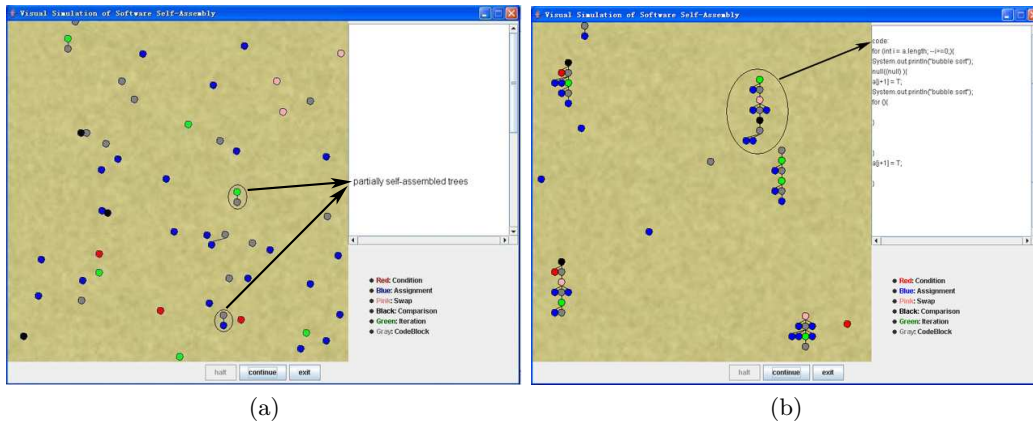 Visual Simulation of Software Self-Assembly
partially self-assembled trees
Red: Condition
Blue: Assignment
Pink: Swap
Black: Comparison
Green: Iteration
Gray: CodeBlock
halt continue exit
(a)
Visual Simulation of Software Self-Assembly
code:
for (int i = a.length; --i>=0;){
System.out.println("bubble sort");
null((null) ){
a[j+1] = T;
System.out.println("bubble sort");
for (){
}
}
a[j+1] = T;
}
Red: Condition
Blue: Assignment
Pink: Swap
Black: Comparison
Green: Iteration
Gray: CodeBlock
halt continue exit
(b)